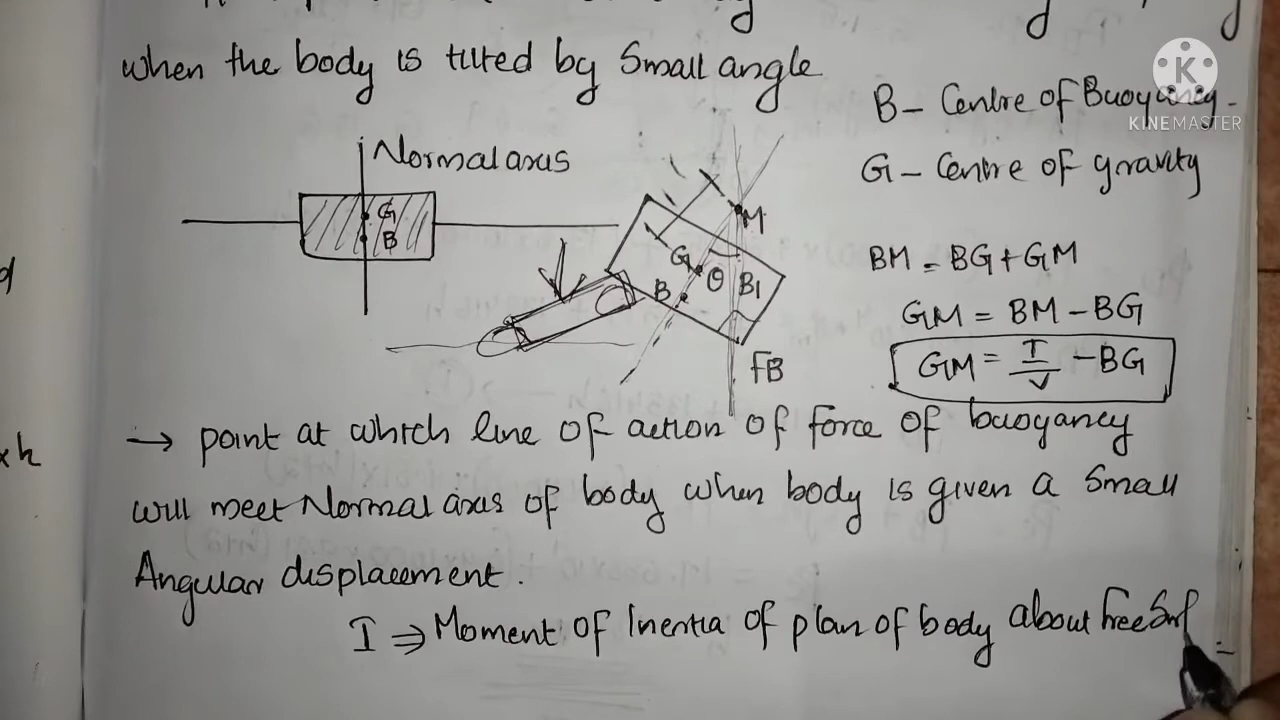 when the body is tilted by small angle
B - Centre of Buoyancy -
KINEMASTER
Normal axis
G - Centre of gravity
G
B
M
G
B
θ
B1
FB
BM = BG + GM
GM = BM - BG
GM = I/V - BG
→ point at which line of action of force of buoyancy
will meet Normal axis of body when body is given a small
Angular displacement.
I ⇒ Moment of Inertia of plan of body about free Surf
xh